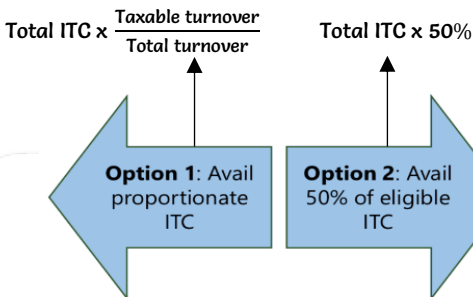 Total ITC x Taxable turnover / Total turnover
Total ITC x 50%
Option 1: Avail
proportionate
ITC
Option 2: Avail
50% of eligible
ITC